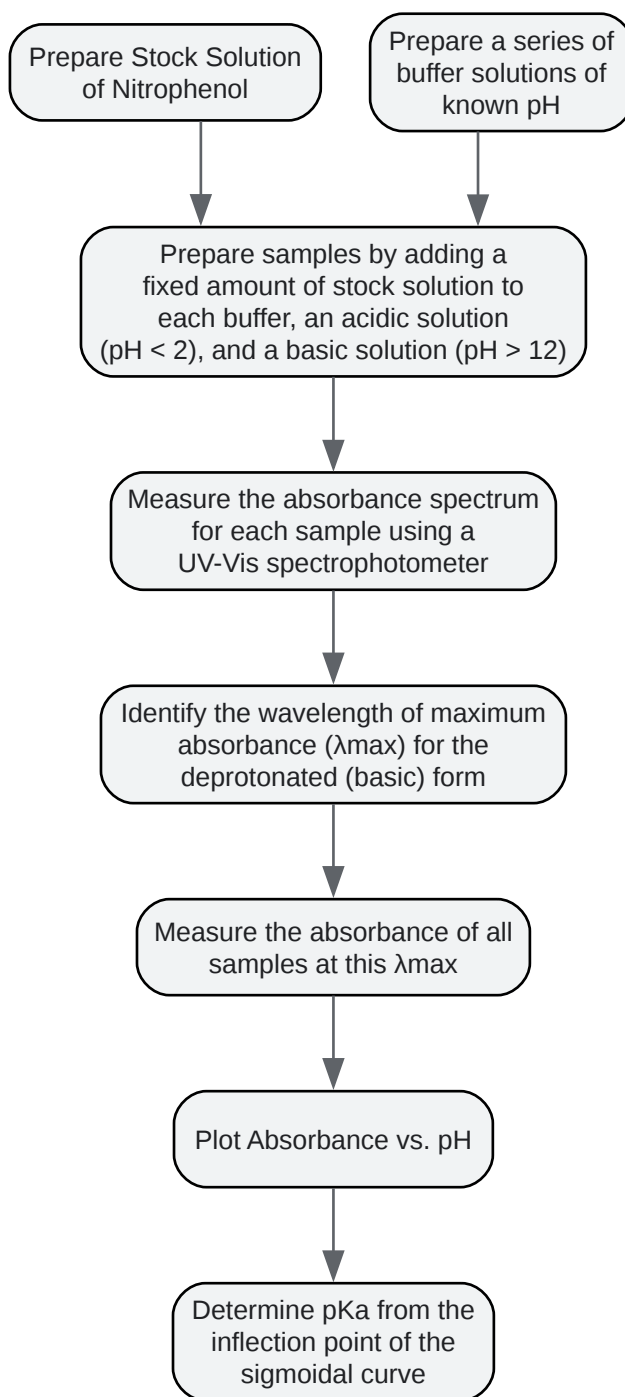 Prepare Stock Solution
of Nitrophenol
Prepare a series of
buffer solutions of
known pH
Prepare samples by adding a
fixed amount of stock solution to
each buffer, an acidic solution
(pH < 2), and a basic solution (pH > 12)
Measure the absorbance spectrum
for each sample using a
UV-Vis spectrophotometer
Identify the wavelength of maximum
absorbance (λmax) for the
deprotonated (basic) form
Measure the absorbance of all
samples at this λmax
Plot Absorbance vs. pH
Determine pKa from the
inflection point of the
sigmoidal curve